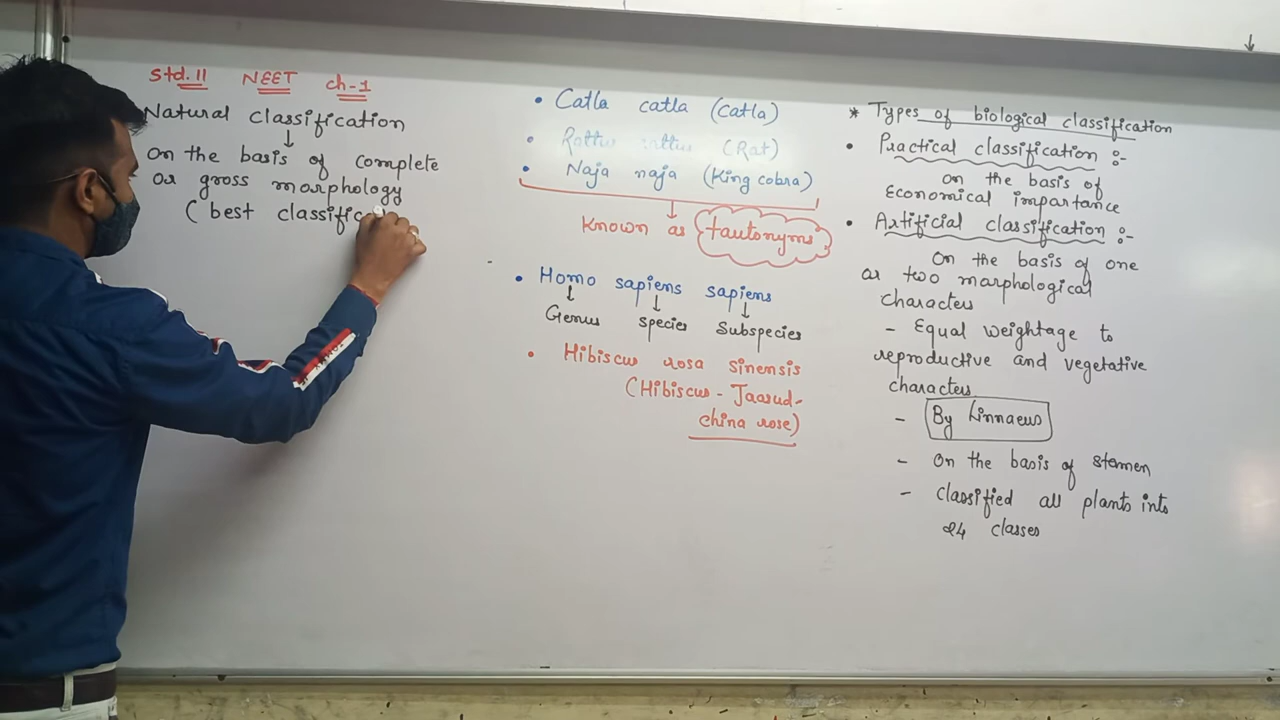 Std. 11 NEET ch-1
Natural classification
on the basis of complete
or gross morphology
( best classific
• Catla catla (Catla)
• Rattus rattus (Rat)
• Naja naja (King cobra)
Known as tautonyms
• Homo sapiens sapiens
Genus species Subspecies
• Hibiscus rosa sinensis
(Hibiscus - Jaasud-
china rose)
* Types of biological classification
• Practical classification :-
on the basis of
Economical importance
• Artificial classification :-
On the basis of one
or two morphological
characters
- Equal weightage to
reproductive and vegetative
characters
- By Linnaeus
- On the basis of stemen
- classified all plants into
24 classes